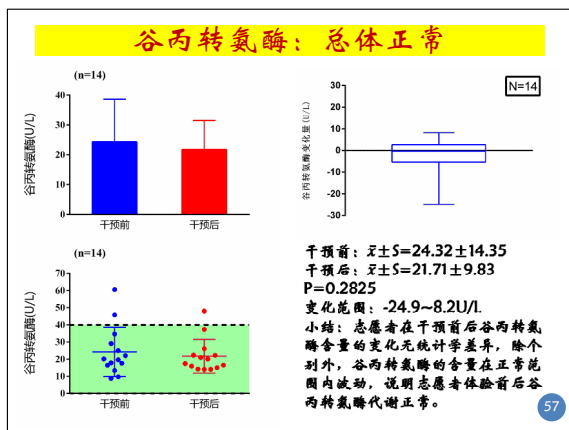 谷丙转氨酶：总体正常
(n=14)
谷丙转氨酶(U/L)
40
30
20
10
0
干预前
干预后
N=14
谷丙转氨酶变化量(U/L)
30
20
10
0
-10
-20
-30
(n=14)
谷丙转氨酶(U/L)
70
60
50
40
30
20
10
0
干预前
干预后
干预前：x̄±S=24.32±14.35
干预后：x̄±S=21.71±9.83
P=0.2825
变化范围：-24.9~8.2U/L
小结：志愿者在干预前后谷丙转氨
酶含量的变化无统计学差异，除个
别外，谷丙转氨酶的含量在正常范
围内波动，说明志愿者体验前后谷
丙转氨酶代谢正常。
57